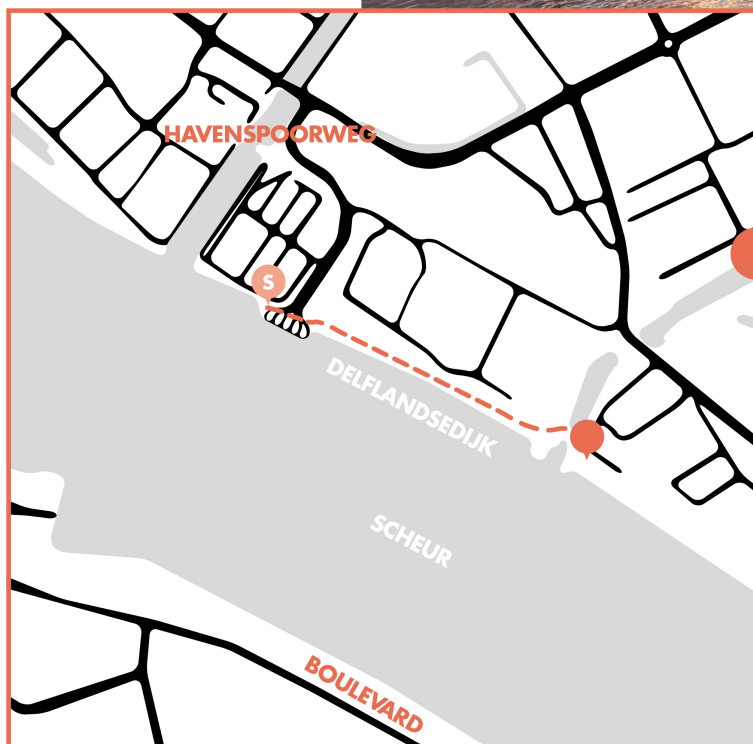 HAVENSPOORWEG
S
DELFLANDSEDIJK
SCHEUR
BOULEVARD